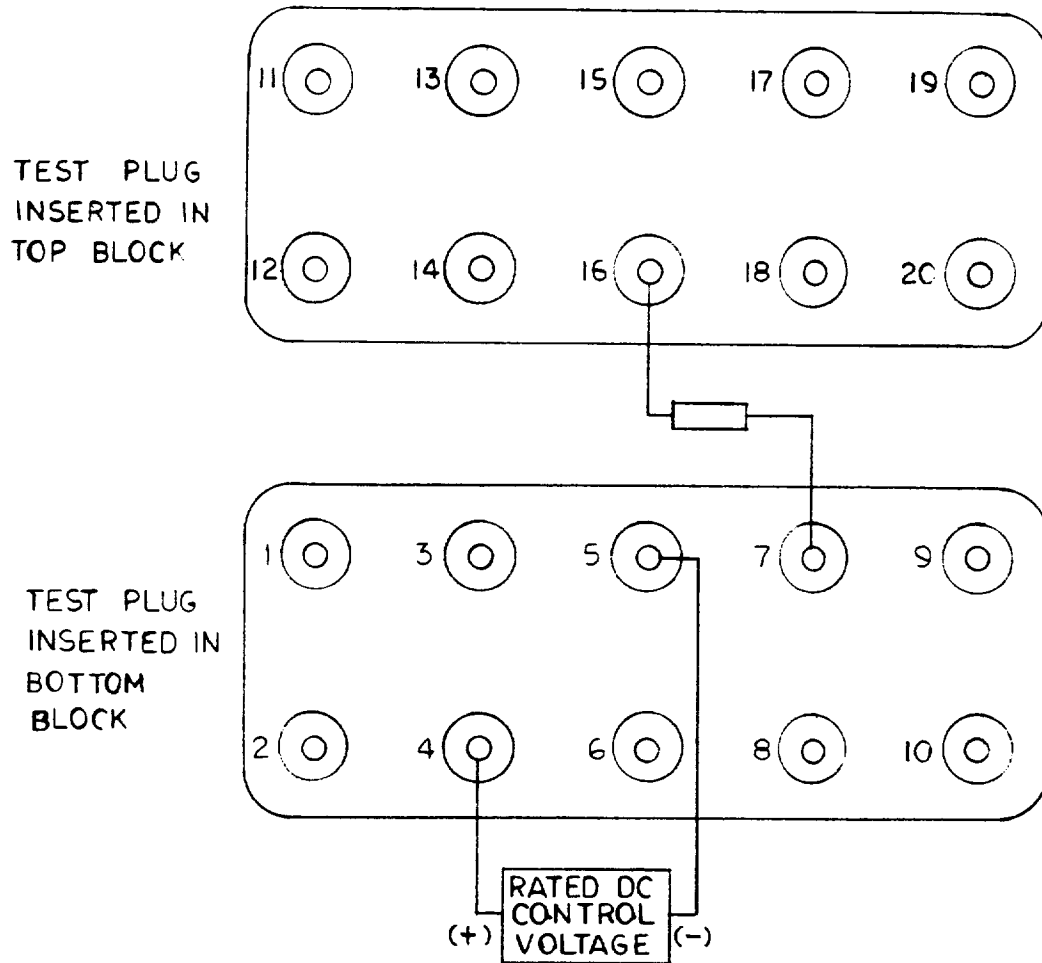 11 13 15 17 19
TEST PLUG
INSERTED IN
TOP BLOCK
12 14 16 18 20
1 3 5 7 9
TEST PLUG
INSERTED IN
BOTTOM
BLOCK
2 4 6 8 10
RATED DC
CONTROL
VOLTAGE
(+) (-)